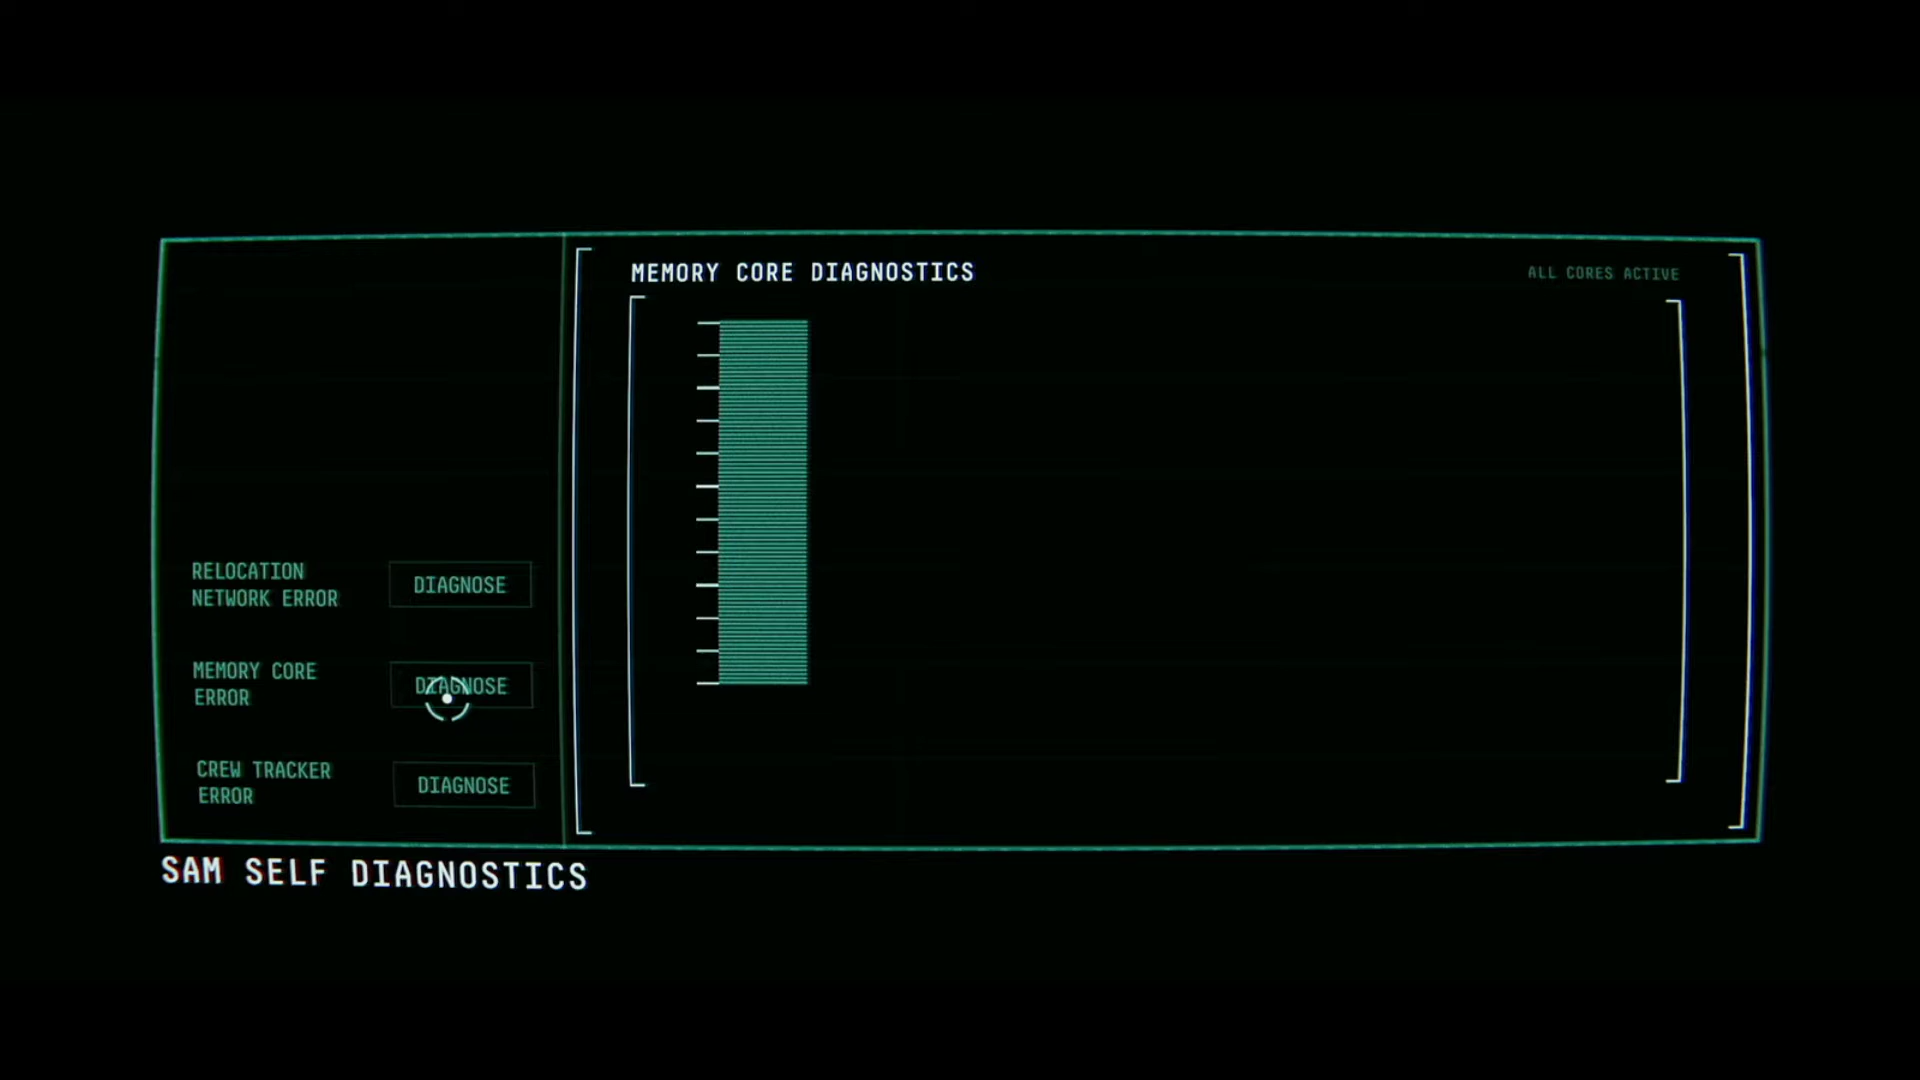 MEMORY CORE DIAGNOSTICS
ALL CORES ACTIVE
RELOCATION
NETWORK ERROR
DIAGNOSE
MEMORY CORE
ERROR
DIAGNOSE
CREW TRACKER
ERROR
DIAGNOSE
SAM SELF DIAGNOSTICS